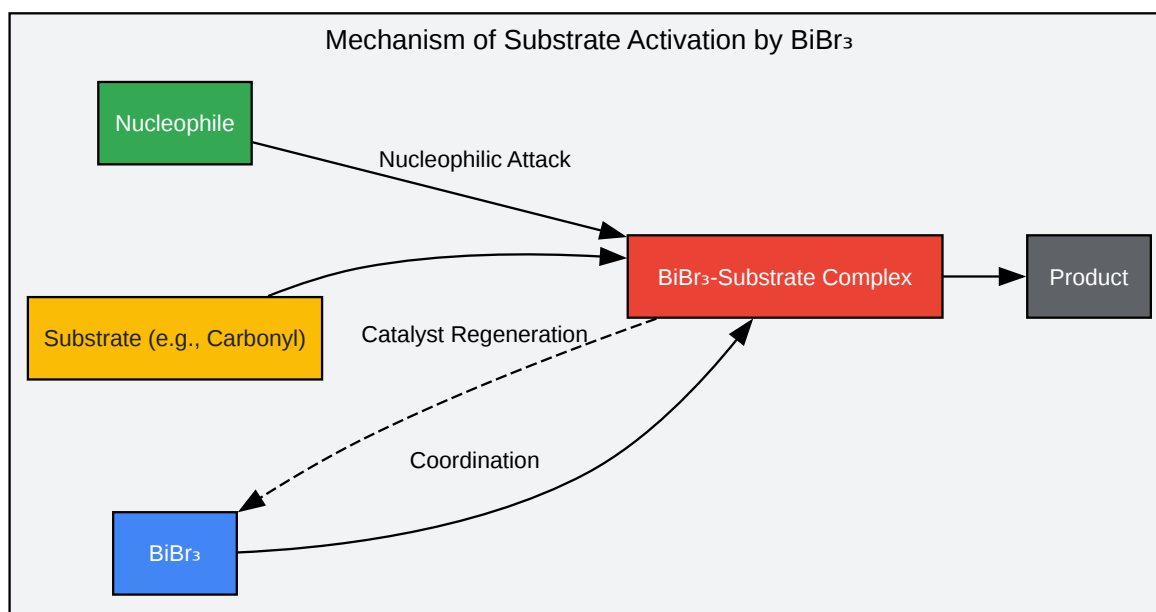 Mechanism of Substrate Activation by BiBr₃
Nucleophile
Nucleophilic Attack
BiBr₃-Substrate Complex
Product
Substrate (e.g., Carbonyl)
Catalyst Regeneration
Coordination
BiBr₃